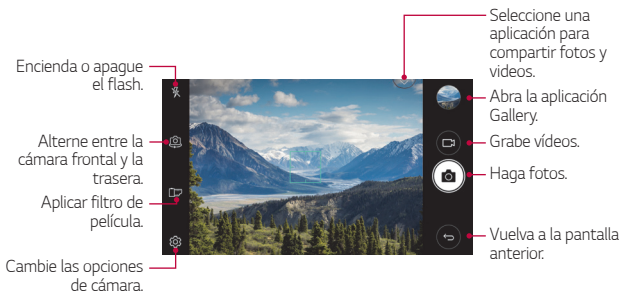 Seleccione una
aplicación para
compartir fotos y
videos.
Encienda o apague
el flash.
Abra la aplicación
Gallery.
Alterne entre la
cámara frontal y la
trasera.
Grabe vídeos.
Haga fotos.
Aplicar filtro de
película.
Vuelva a la pantalla
anterior.
Cambie las opciones
de cámara.